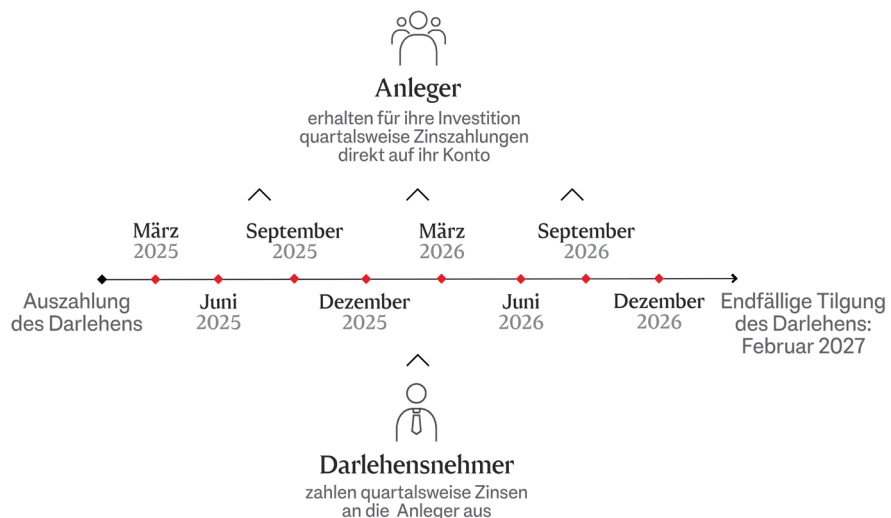 Anleger
erhalten für ihre Investition
quartalsweise Zinszahlungen
direkt auf ihr Konto
März
2025
September
2025
März
2026
September
2026
Auszahlung
des Darlehens
Juni
2025
Dezember
2025
Juni
2026
Dezember
2026
Endfällige Tilgung
des Darlehens:
Februar 2027
Darlehensnehmer
zahlen quartalsweise Zinsen
an die Anleger aus